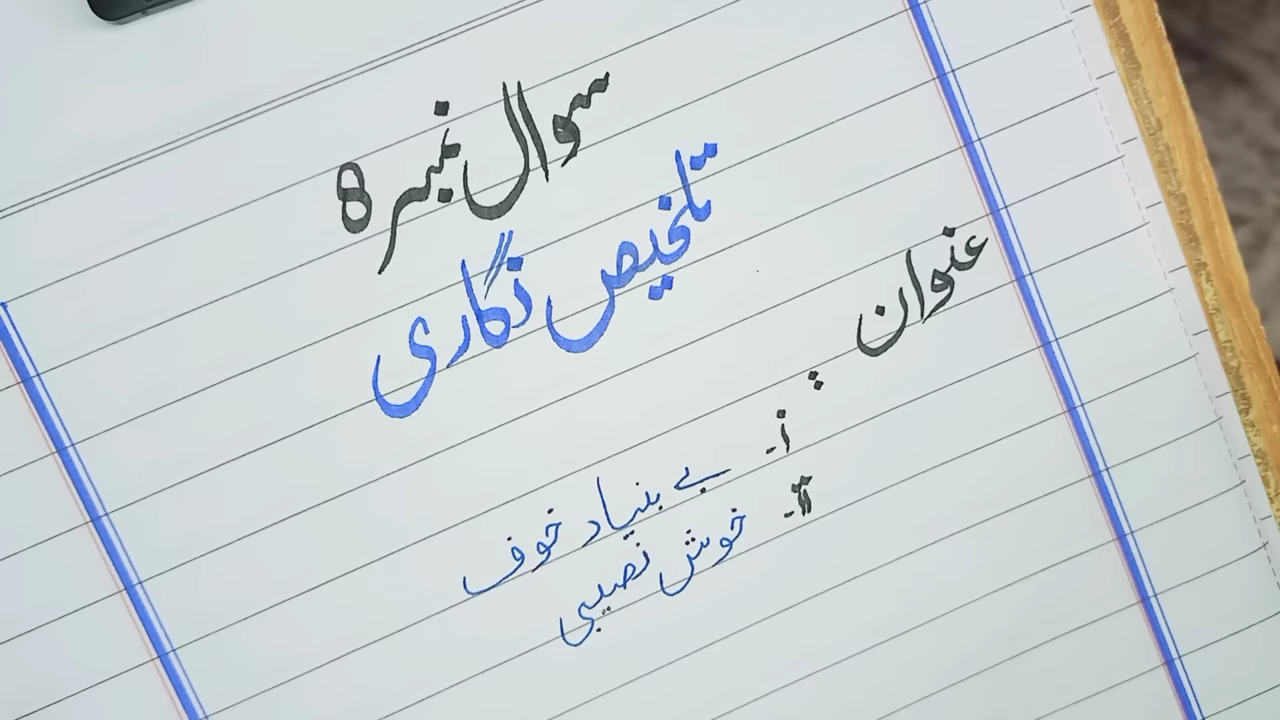 سوال نمبر 8
تلخیص نگاری
عنوان :
i- بے بنیاد خوف
ii- خوش نصیبی